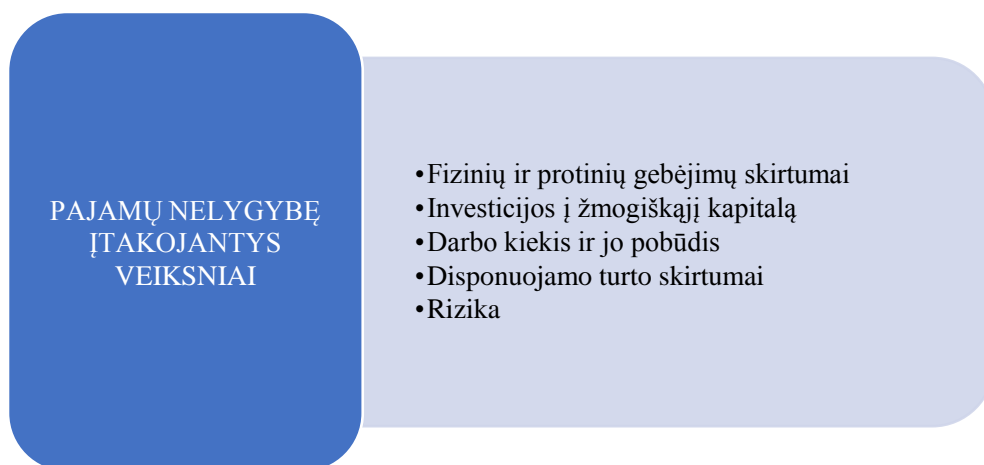 PAJAMŲ NELYGYBĘ
ĮTAKOJANTYS
VEIKSNIAI
•Fizinių ir protinių gebėjimų skirtumai
•Investicijos į žmogiškąjį kapitalą
•Darbo kiekis ir jo pobūdis
•Disponuojamo turto skirtumai
•Rizika